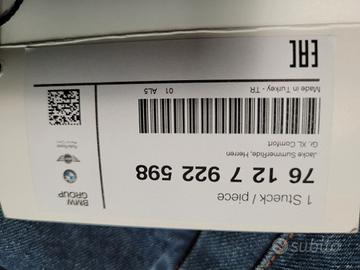 1 Stueck / piece
76 12 7 922 598
Jacke SummerRide, Herren
Gr. XL Comfort
01 AL5
Made in Turkey - TR
EAC
BMW
GROUP
subito